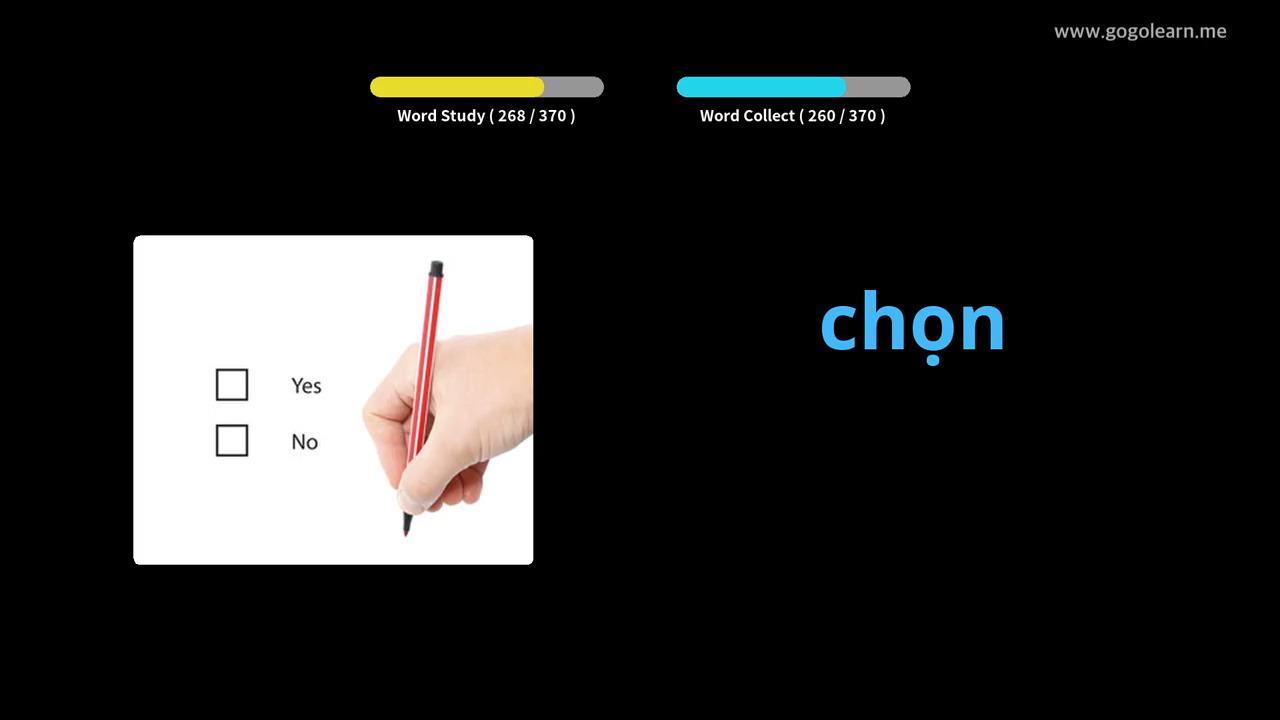 www.gogolearn.me
Word Study ( 268 / 370 )
Word Collect ( 260 / 370 )
chọn
Yes
No